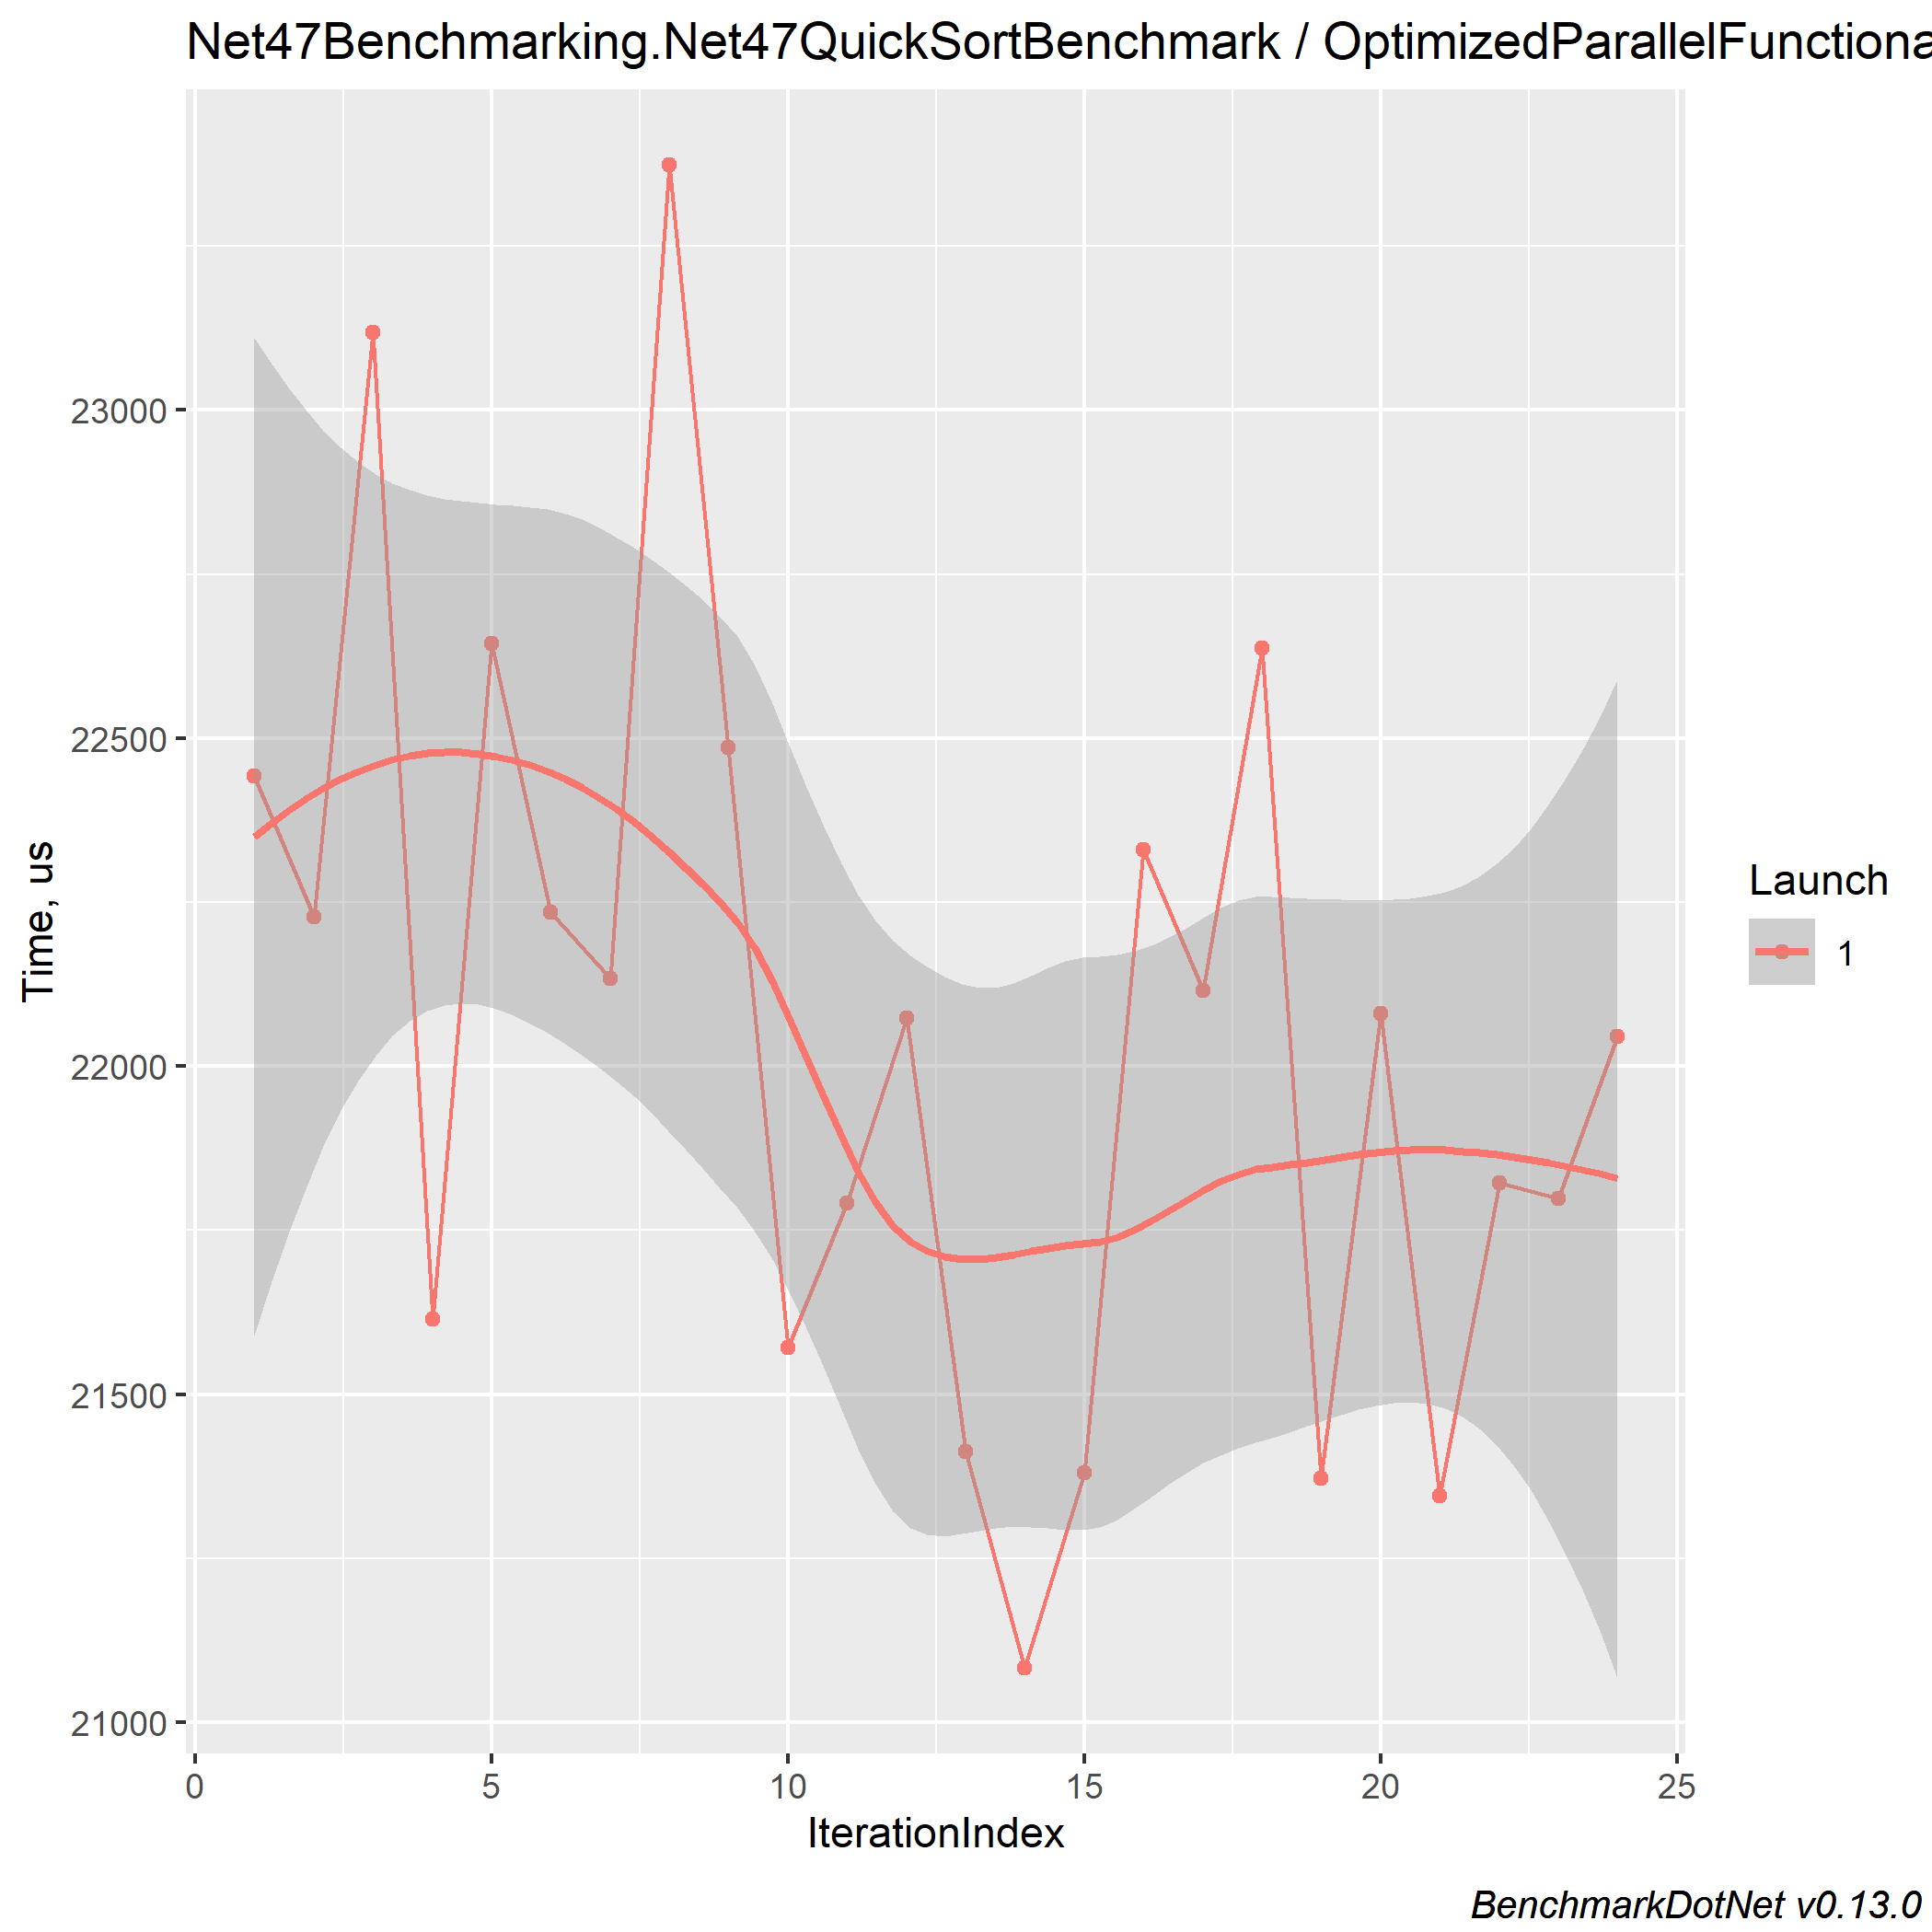 Net47Benchmarking.Net47QuickSortBenchmark / OptimizedParallelFunctiona
23000
22500
22000
21500
21000
Time, us
0 5 10 15 20 25
IterationIndex
Launch
1
BenchmarkDotNet v0.13.0